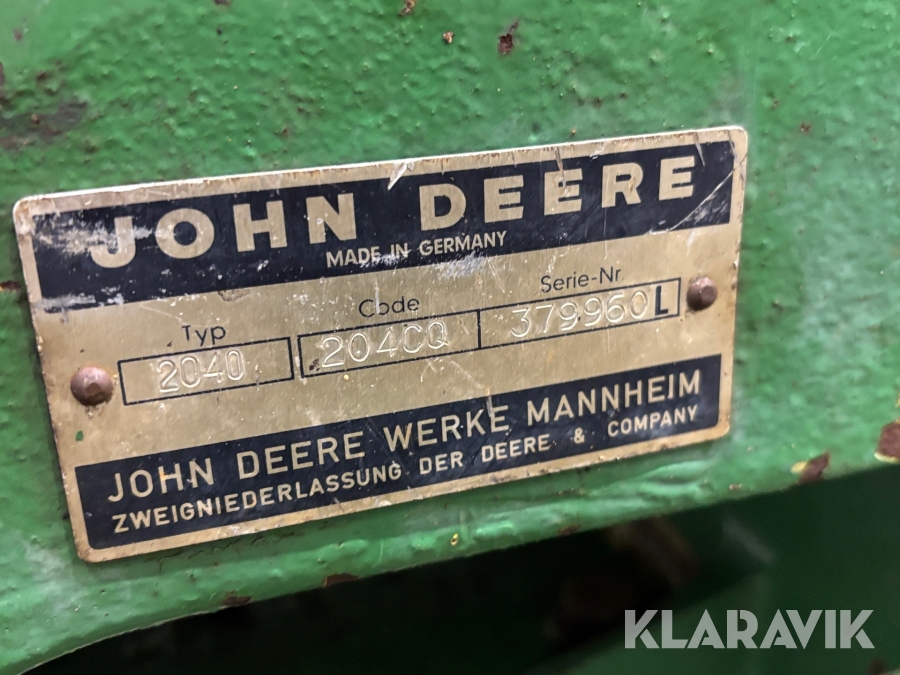 JOHN DEERE
MADE IN GERMANY
Typ Code Serie-Nr
2040 204CQ 379960L
JOHN DEERE WERKE MANNHEIM
ZWEIGNIEDERLASSUNG DER DEERE & COMPANY
KLARAVIK